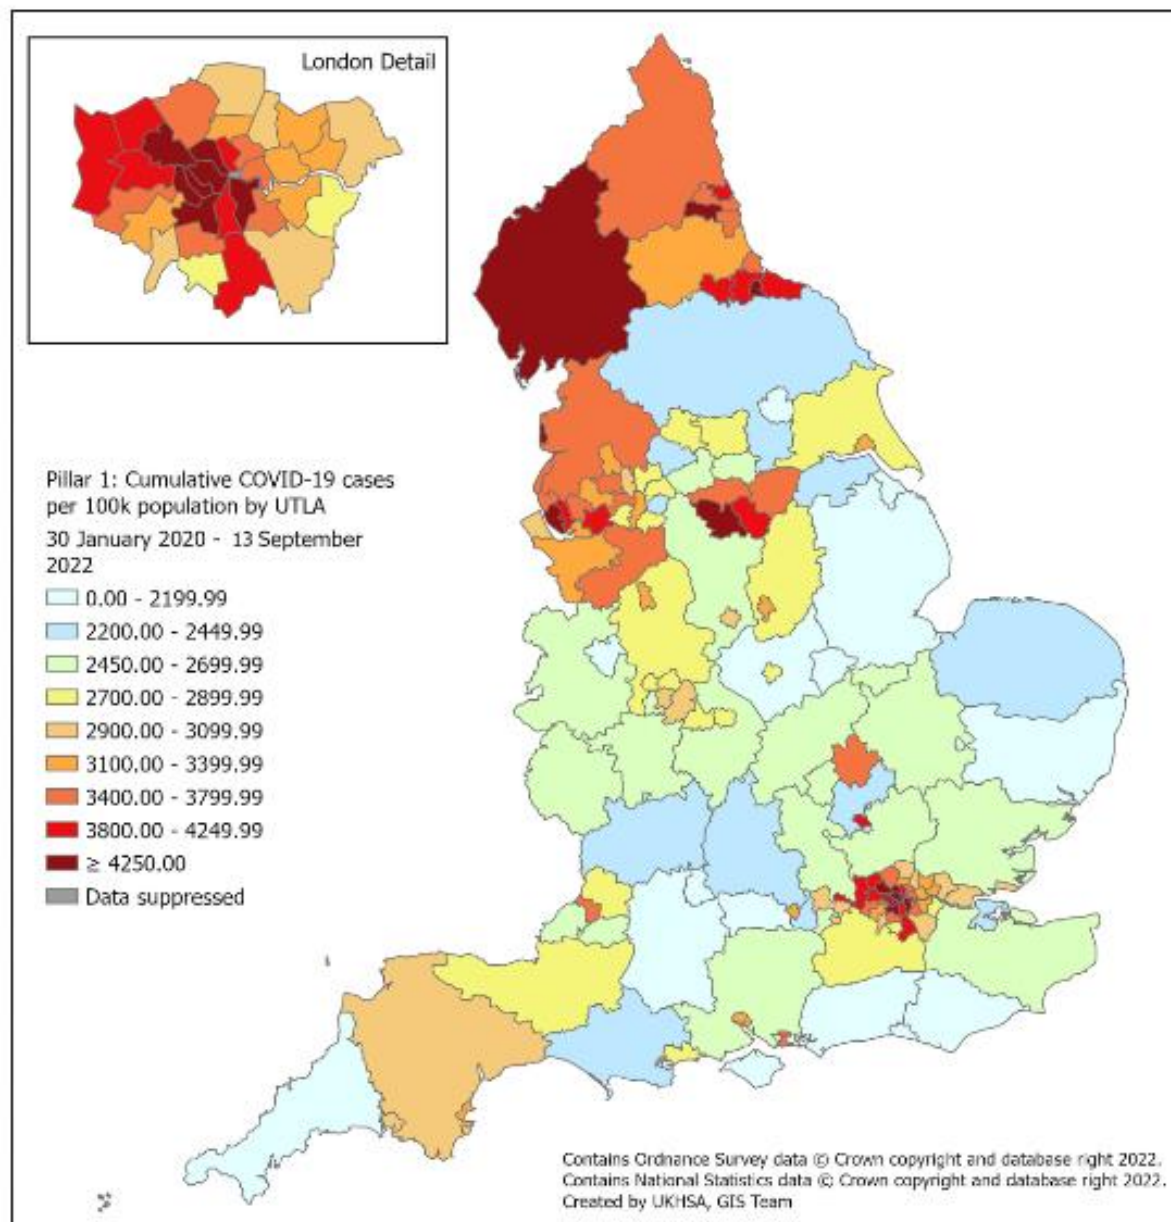 London Detail
Pillar 1: Cumulative COVID-19 cases
per 100k population by UTLA
30 January 2020 - 13 September
2022
0.00 - 2199.99
2200.00 - 2449.99
2450.00 - 2699.99
2700.00 - 2899.99
2900.00 - 3099.99
3100.00 - 3399.99
3400.00 - 3799.99
3800.00 - 4249.99
≥ 4250.00
Data suppressed
Contains Ordnance Survey data © Crown copyright and database right 2022.
Contains National Statistics data © Crown copyright and database right 2022.
Created by UKHSA, GIS Team